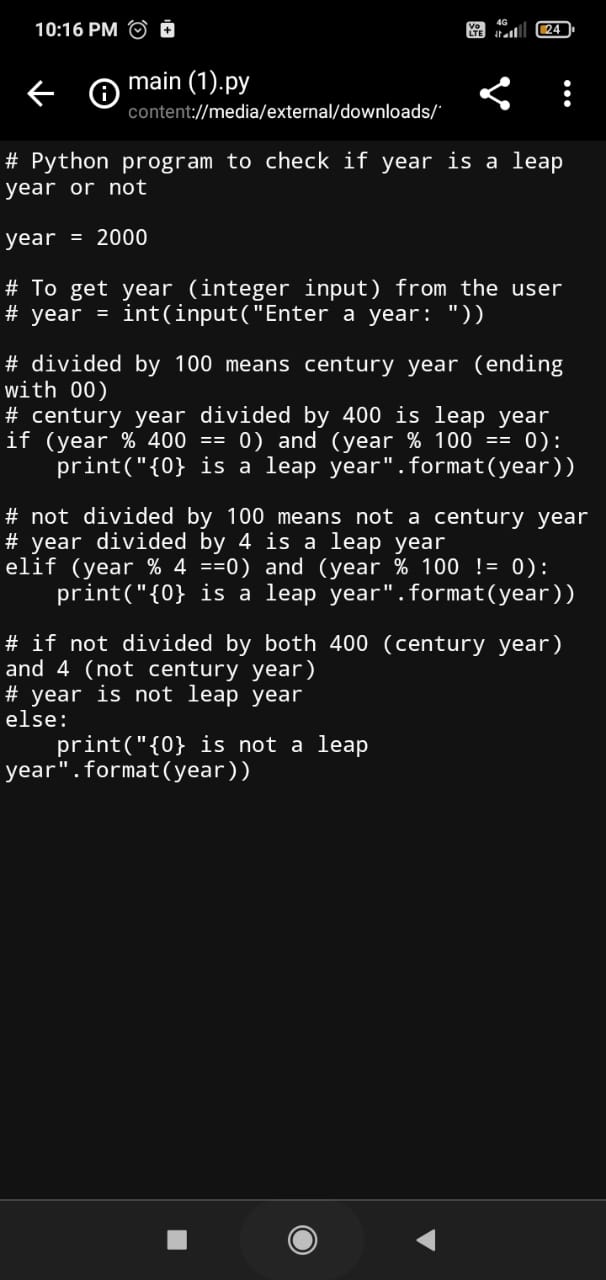 10:16 PM
Vo LTE 4G 24
main (1).py
content://media/external/downloads/
# Python program to check if year is a leap
year or not
year = 2000
# To get year (integer input) from the user
# year = int(input("Enter a year: "))
# divided by 100 means century year (ending
with 00)
# century year divided by 400 is leap year
if (year % 400 == 0) and (year % 100 == 0):
    print("{0} is a leap year".format(year))
# not divided by 100 means not a century year
# year divided by 4 is a leap year
elif (year % 4 ==0) and (year % 100 != 0):
    print("{0} is a leap year".format(year))
# if not divided by both 400 (century year)
and 4 (not century year)
# year is not leap year
else:
    print("{0} is not a leap
year".format(year))